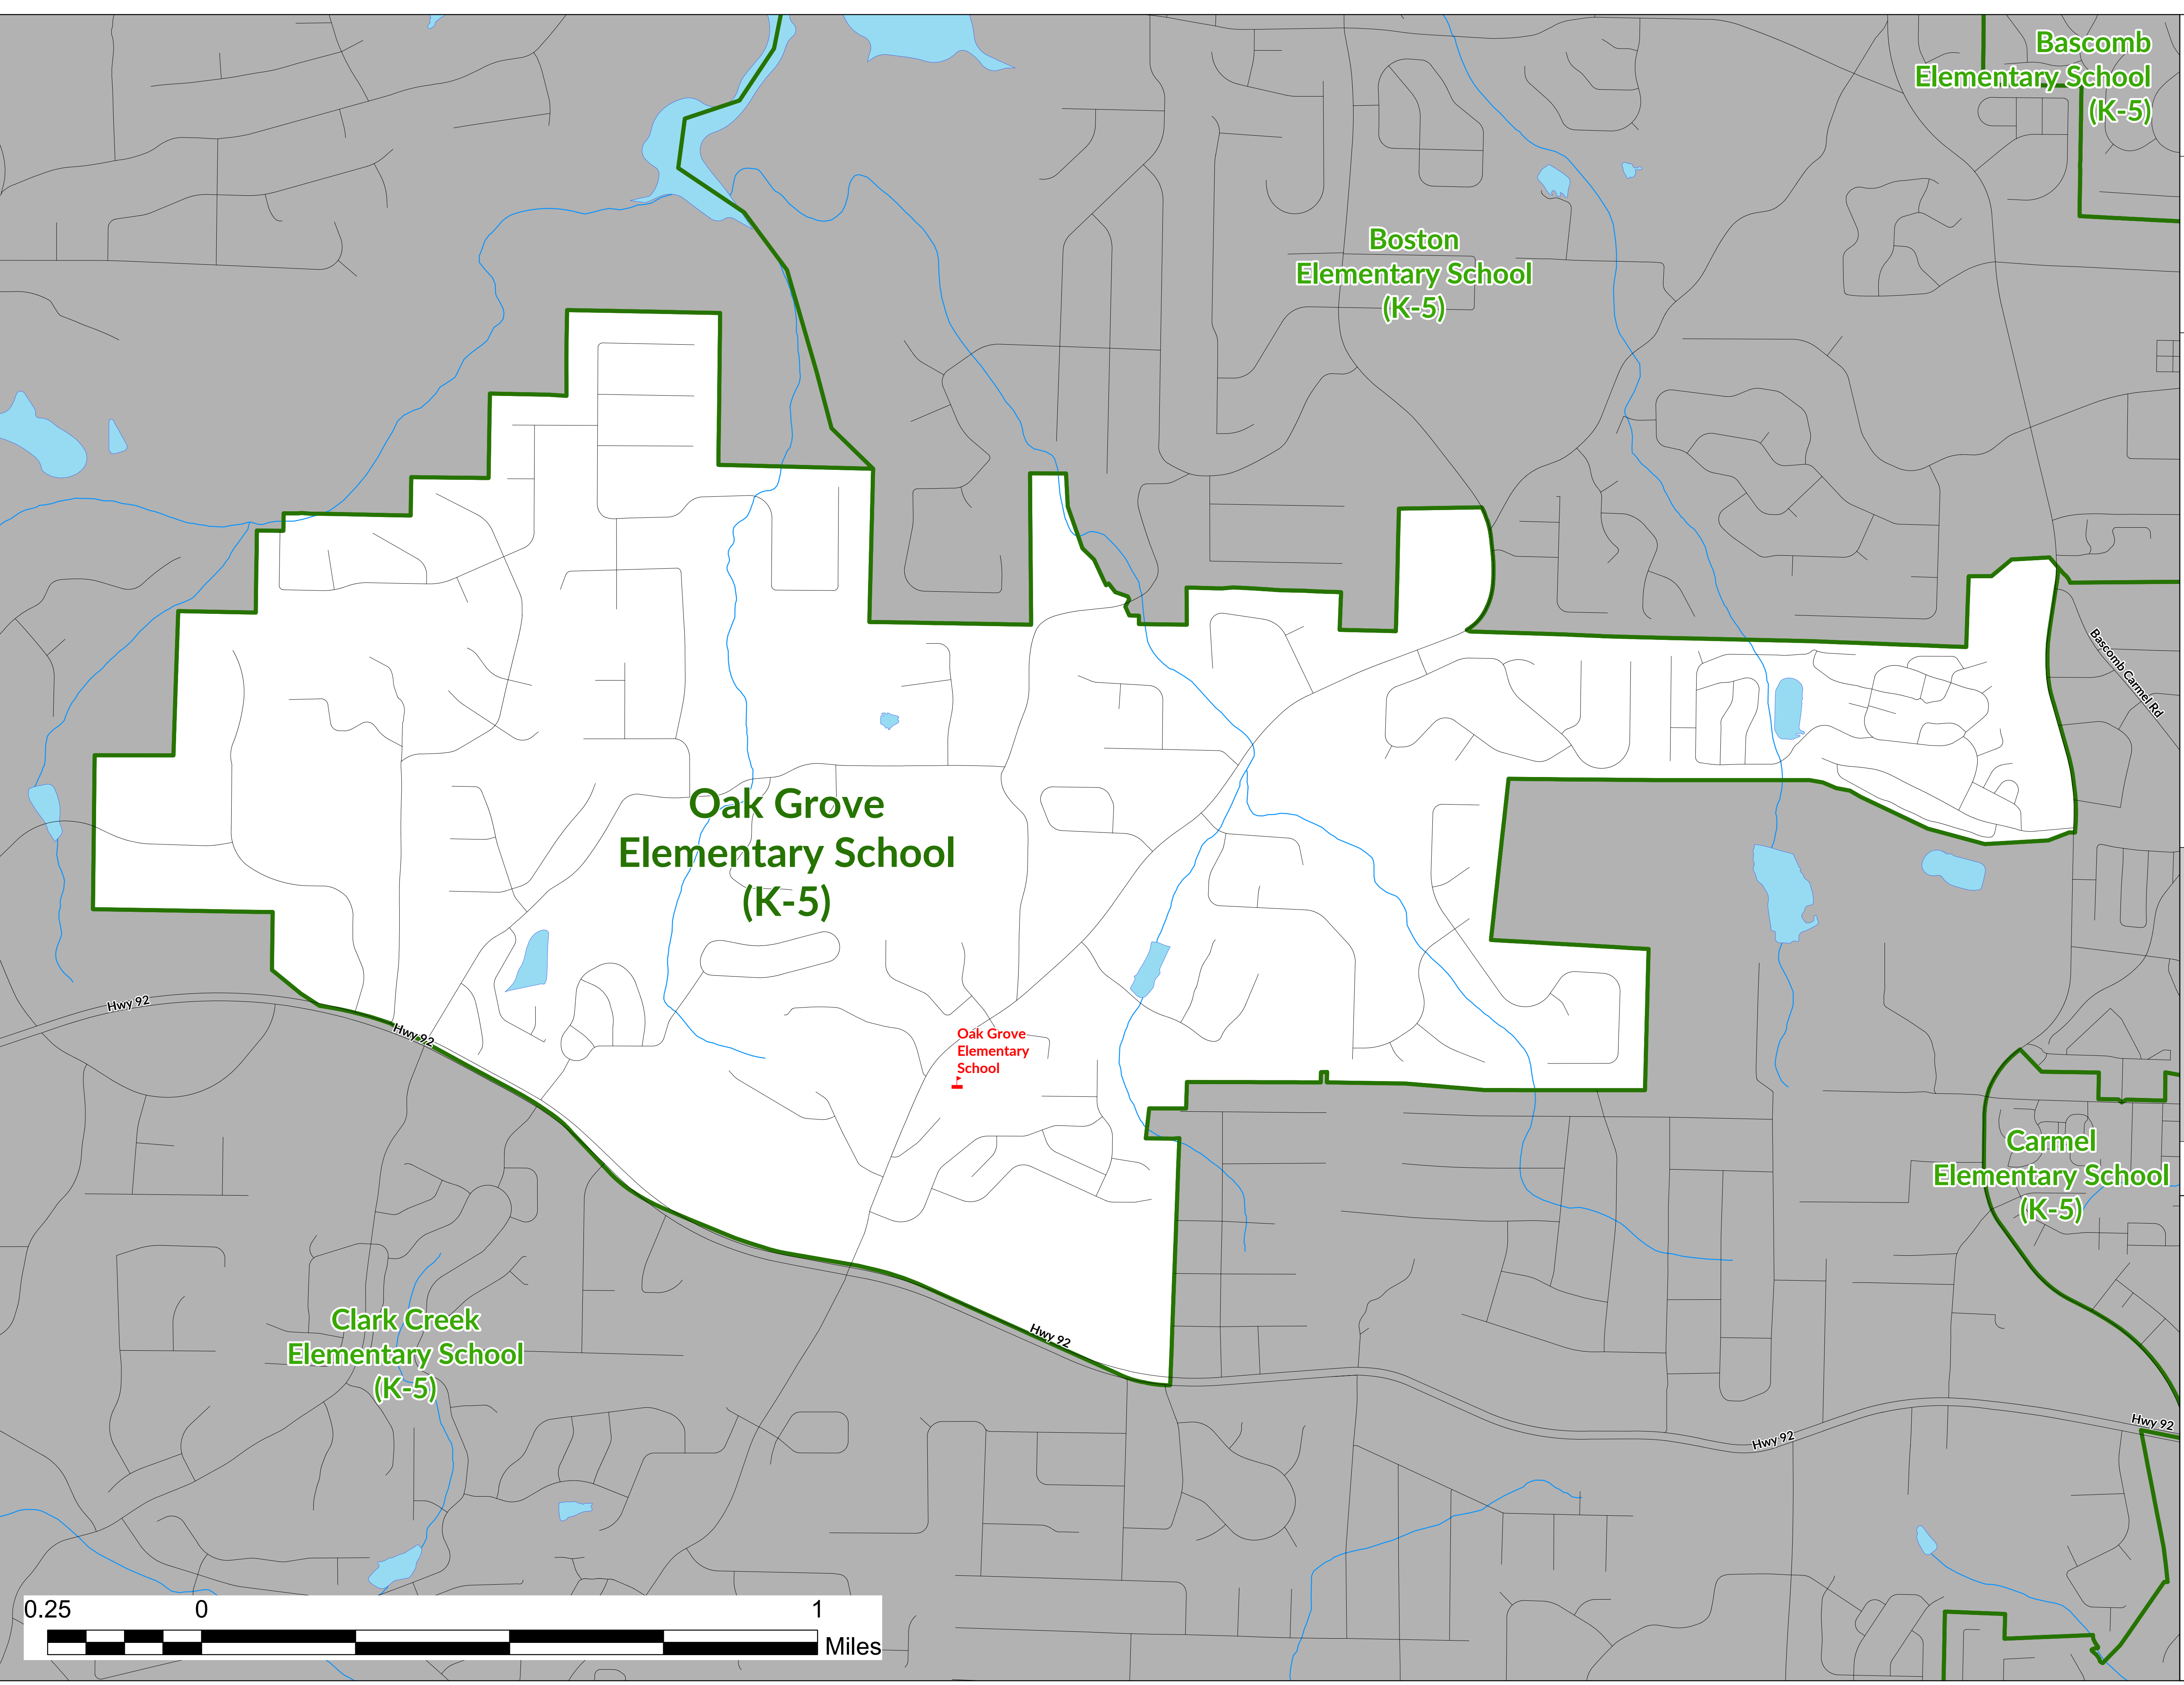 Bascomb
Elementary School
(K-5)
Boston
Elementary School
(K-5)
Bascomb Carmel Rd
Oak Grove
Elementary School
(K-5)
Hwy 92
Hwy 92
Oak Grove
Elementary
School
Carmel
Elementary School
(K-5)
Clark Creek
Elementary School
(K-5)
Hwy 92
Hwy 92
Hwy 92
0.25 0 1
Miles